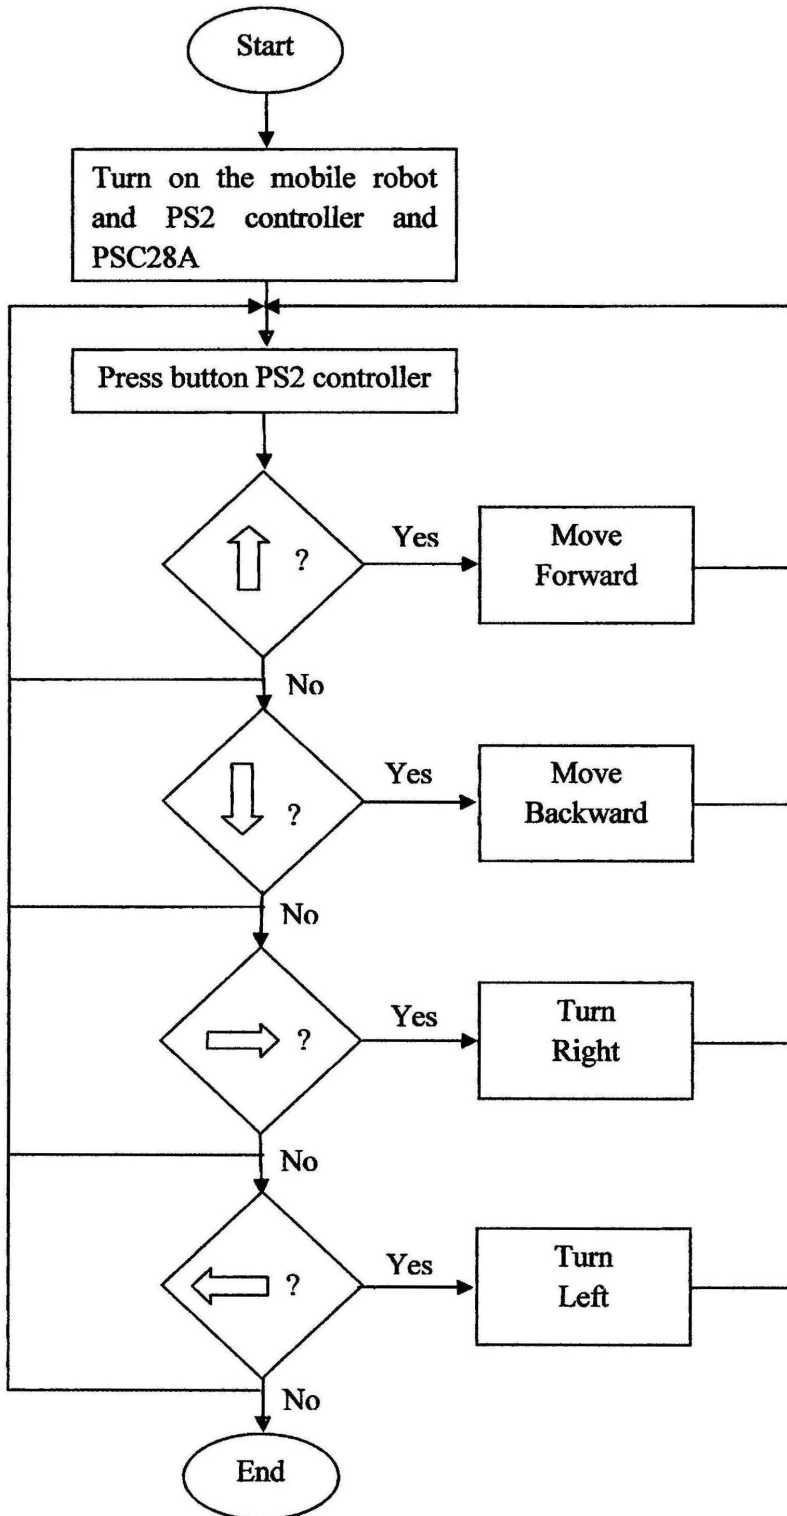 Start
Turn on the mobile robot
and PS2 controller and
PSC28A
Press button PS2 controller
?
Yes
Move
Forward
No
?
Yes
Move
Backward
No
?
Yes
Turn
Right
No
?
Yes
Turn
Left
No
End